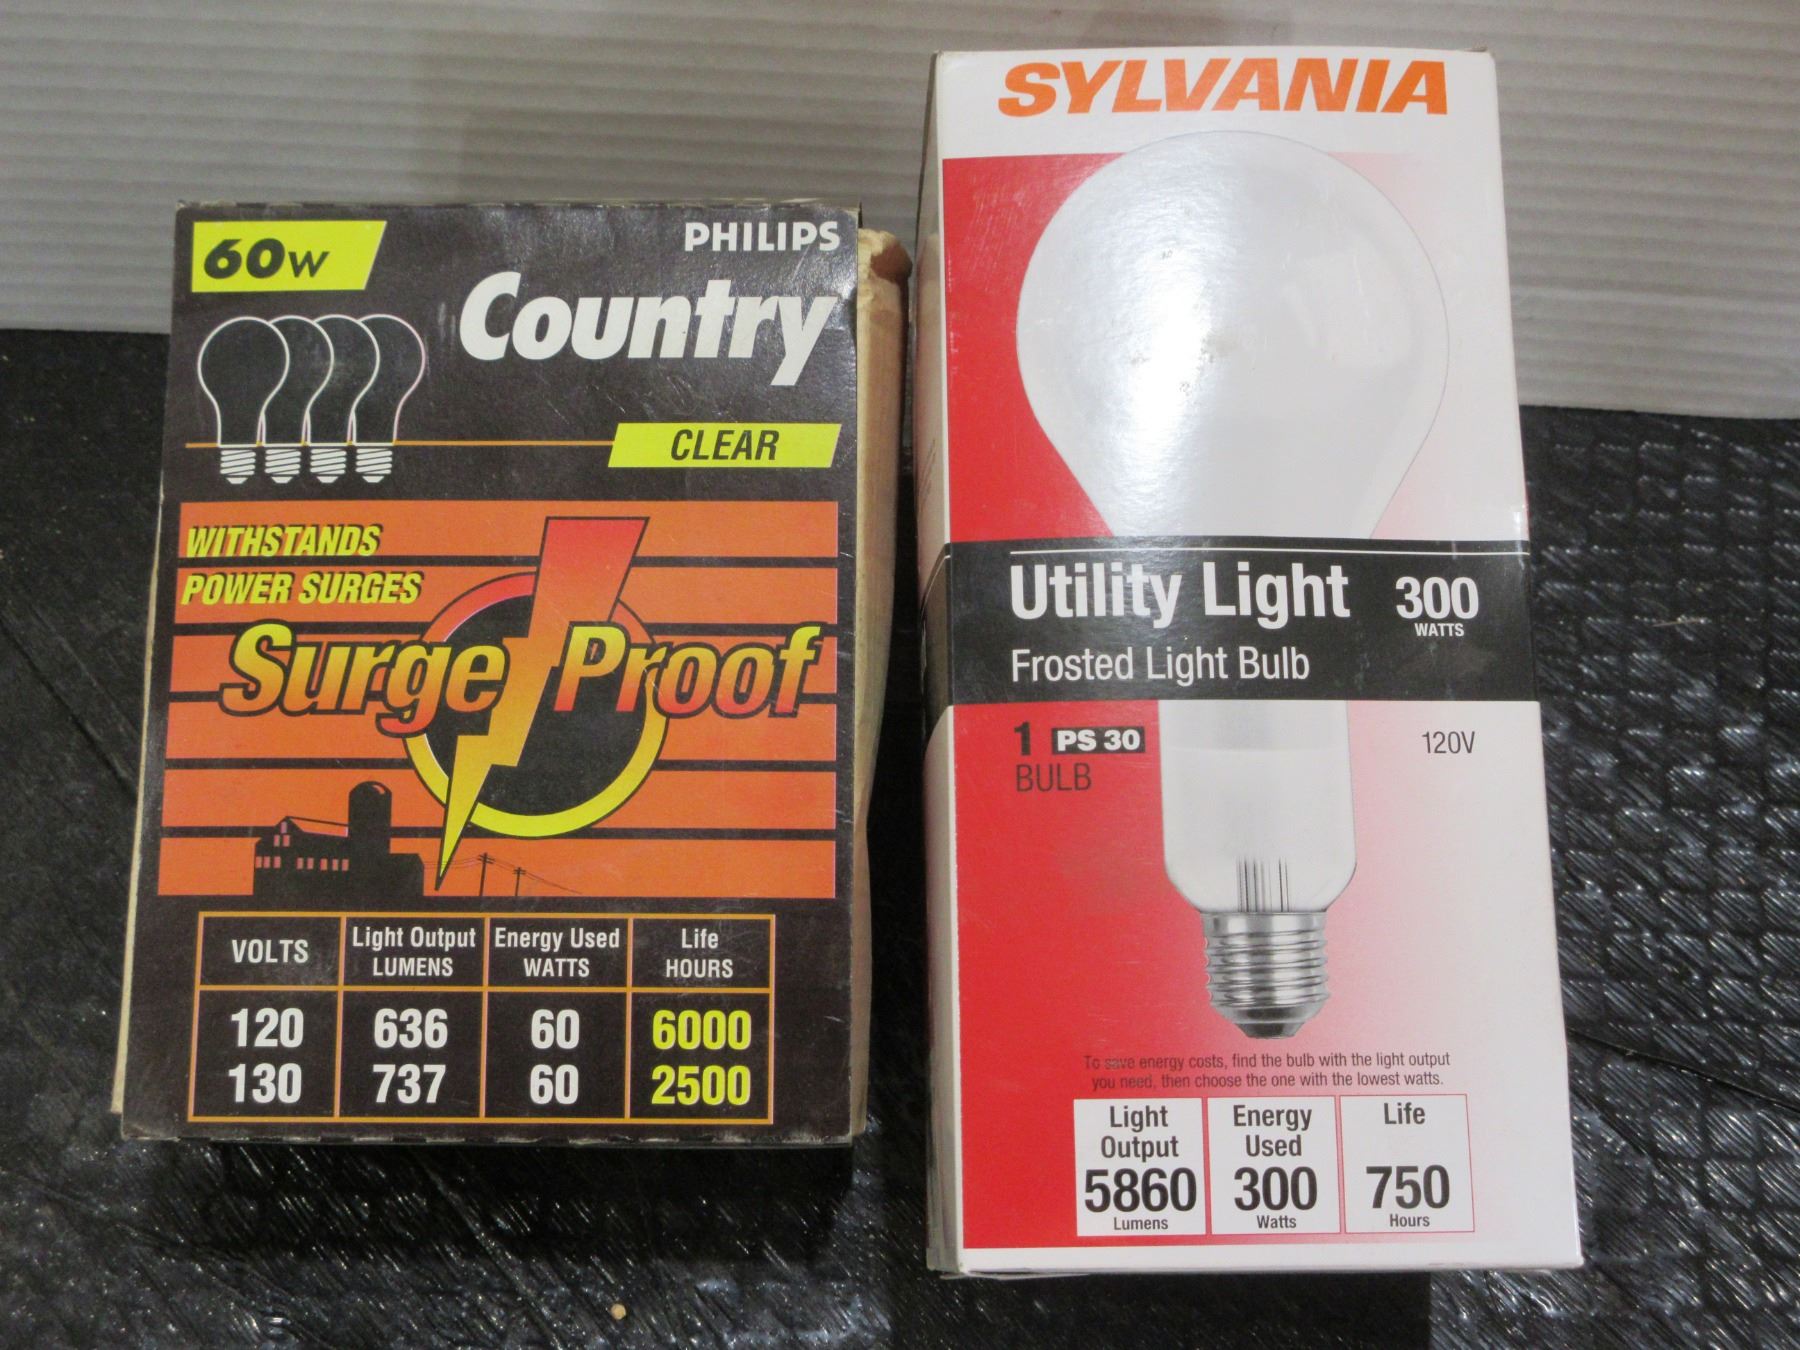 60W
PHILIPS
Country
CLEAR
WITHSTANDS
POWER SURGES
Surge Proof
VOLTS
Light Output
LUMENS
Energy Used
WATTS
Life
HOURS
120 636 60 6000
130 737 60 2500
SYLVANIA
Utility Light
300
WATTS
Frosted Light Bulb
1 PS 30
BULB
120V
To save energy costs, find the bulb with the light output
you need, then choose the one with the lowest watts.
Light
Output
5860
Lumens
Energy
Used
300
Watts
Life
750
Hours